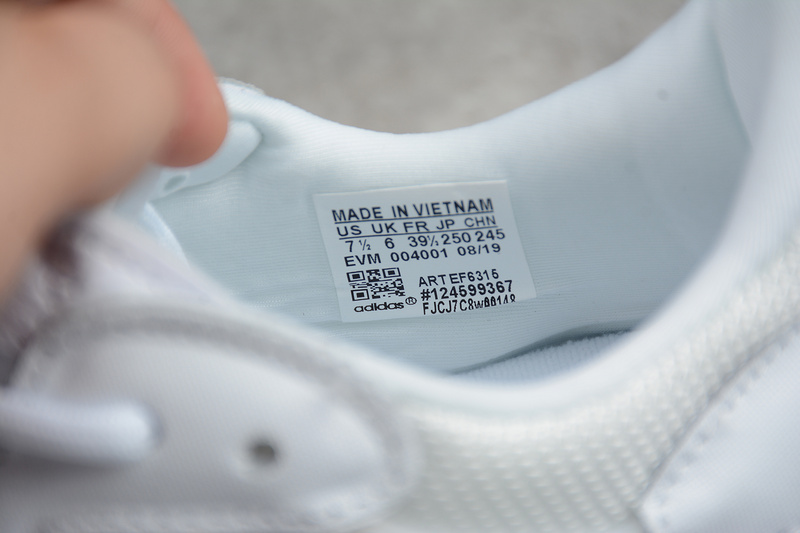 MADE IN VIETNAM
US UK FR JP CHN
7½ 6 39⅓ 250 245
EVM 004001 08/19
ART EF6315
#124599367
adidas®